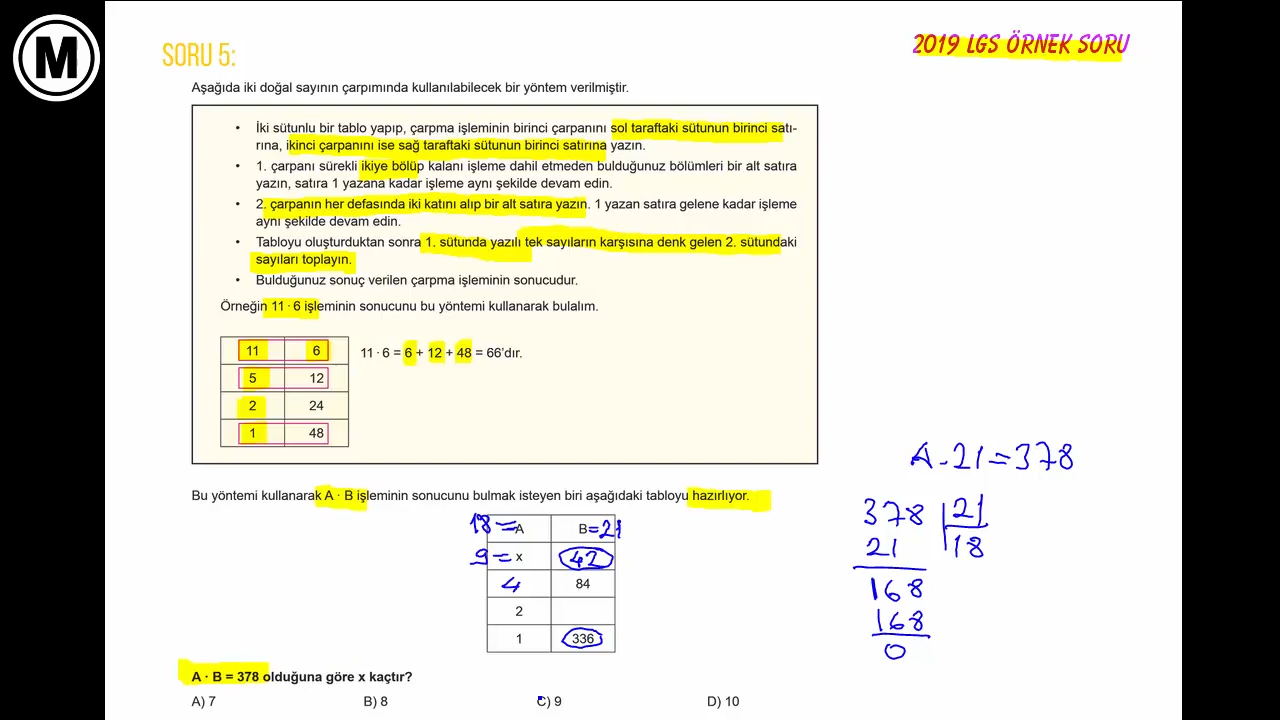 M
SORU 5:
2019 LGS ÖRNEK SORU
Aşağıda iki doğal sayının çarpımında kullanılabilecek bir yöntem verilmiştir.
• İki sütunlu bir tablo yapıp, çarpma işleminin birinci çarpanını sol taraftaki sütunun birinci satı-
rına, ikinci çarpanını ise sağ taraftaki sütunun birinci satırına yazın.
• 1. çarpanı sürekli ikiye bölüp kalanı işleme dahil etmeden bulduğunuz bölümleri bir alt satıra
yazın, satıra 1 yazana kadar işleme aynı şekilde devam edin.
• 2. çarpanın her defasında iki katını alıp bir alt satıra yazın. 1 yazan satıra gelene kadar işleme
aynı şekilde devam edin.
• Tabloyu oluşturduktan sonra 1. sütunda yazılı tek sayıların karşısına denk gelen 2. sütundaki
sayıları toplayın.
• Bulduğunuz sonuç verilen çarpma işleminin sonucudur.
Örneğin 11 · 6 işleminin sonucunu bu yöntemi kullanarak bulalım.
11 6
11 · 6 = 6 + 12 + 48 = 66'dır.
5 12
2 24
1 48
A · 21 = 378
Bu yöntemi kullanarak A · B işleminin sonucunu bulmak isteyen biri aşağıdaki tabloyu hazırlıyor.
18 = A B = 21
9 = x 42
4 84
2
1 336
378 21
21 18
168
168
0
A · B = 378 olduğuna göre x kaçtır?
A) 7 B) 8 C) 9 D) 10